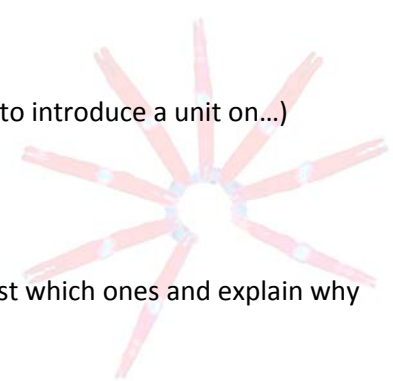 to introduce a unit on…)
st which ones and explain why